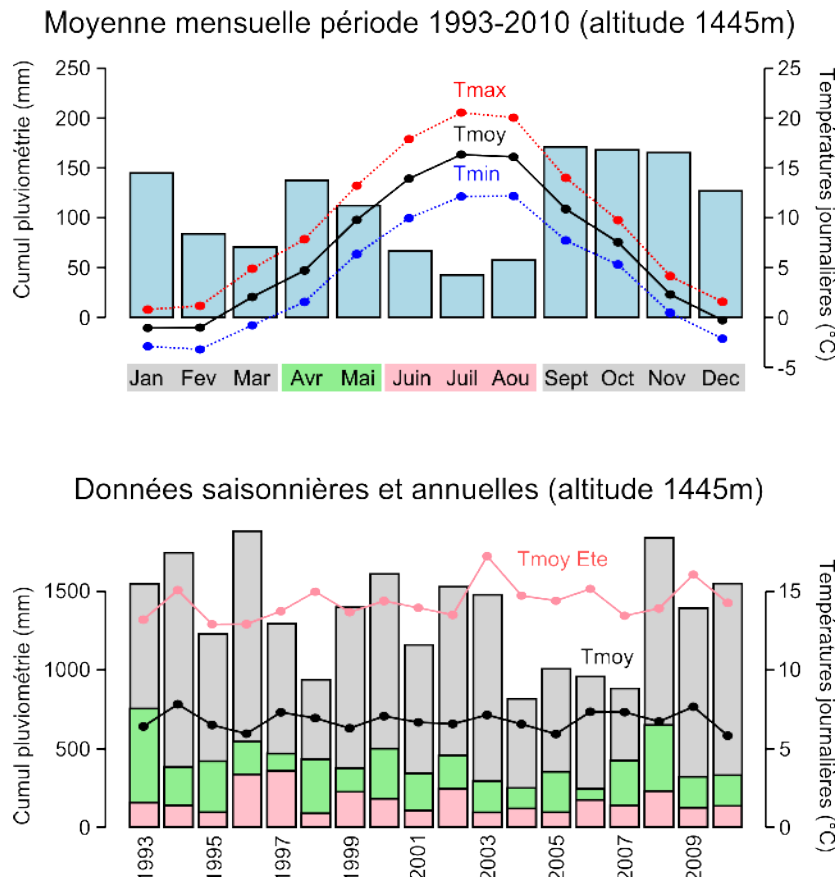 Moyenne mensuelle période 1993-2010 (altitude 1445m)
Cumul pluviométrie (mm)
250
200
150
100
50
0
Tmax
Tmoy
Tmin
25
20
15
10
5
0
-5
Températures journalières (°C)
Jan Fev Mar Avr Mai Juin Juil Aou Sept Oct Nov Dec
Données saisonnières et annuelles (altitude 1445m)
Cumul pluviométrie (mm)
1500
1000
500
0
Tmoy Ete
Tmoy
15
10
5
0
Températures journalières (°C)
1993 1995 1997 1999 2001 2003 2005 2007 2009